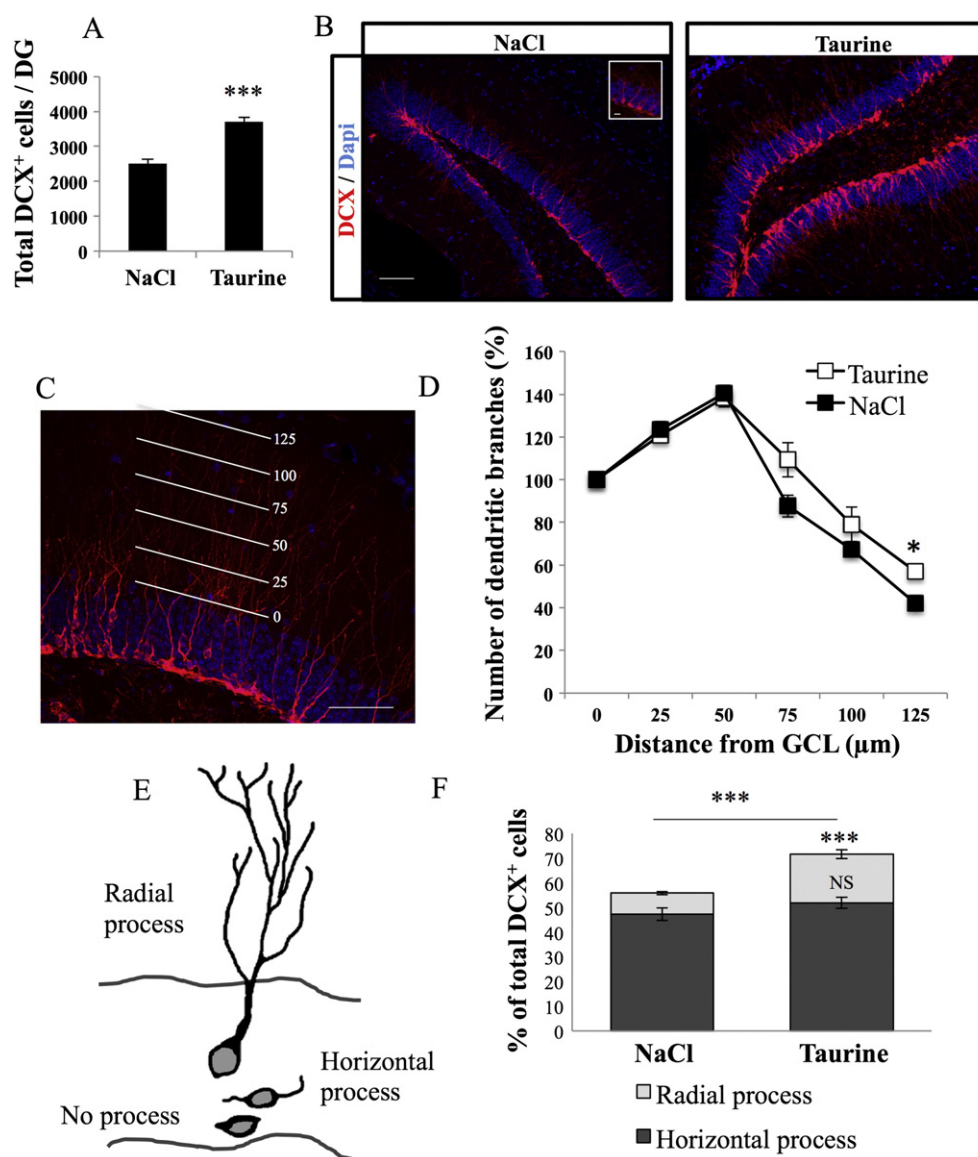 A
Total DCX+ cells / DG
5000
4000
3000
2000
1000
0
***
NaCl Taurine
B
NaCl
Taurine
DCX / Dapi
C
125
100
75
50
25
0
D
Number of dendritic branches (%)
160
140
120
100
80
60
40
20
0
Taurine
NaCl
*
0 25 50 75 100 125
Distance from GCL (µm)
E
Radial
process
Horizontal
process
No process
F
% of total DCX+ cells
80
70
60
50
40
30
20
10
0
***
***
NS
NaCl Taurine
Radial process
Horizontal process